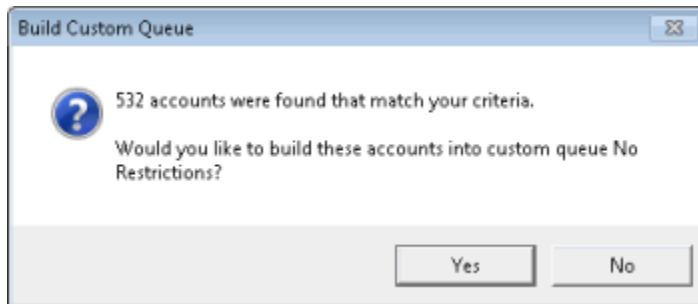 Build Custom Queue
532 accounts were found that match your criteria.
Would you like to build these accounts into custom queue No
Restrictions?
Yes No